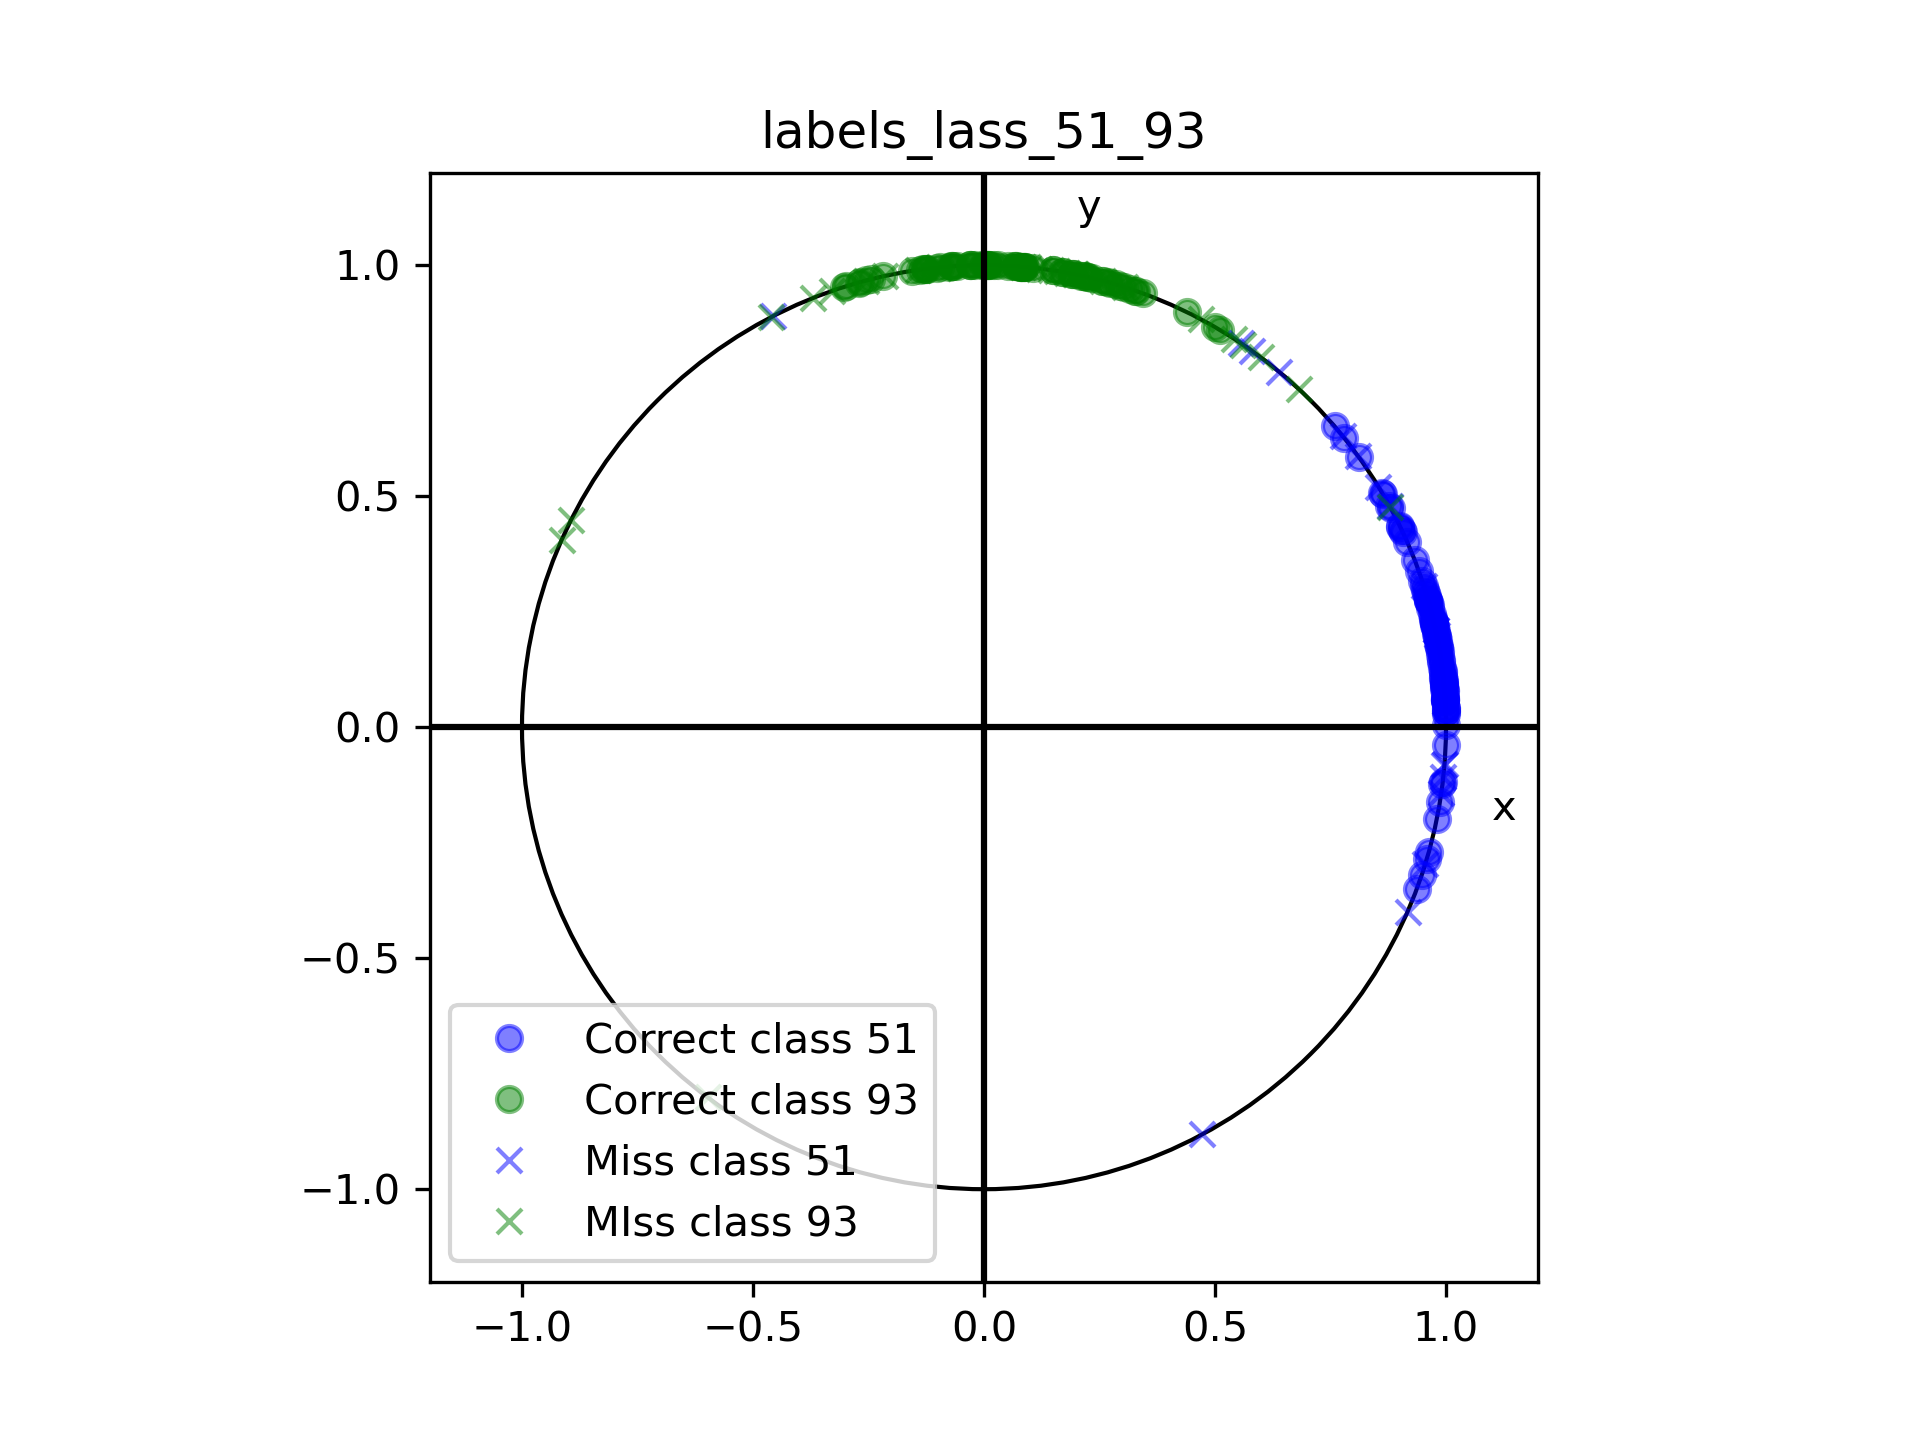 labels_lass_51_93
y
1.0
0.5
0.0
x
−0.5
−1.0
Correct class 51
Correct class 93
Miss class 51
MIss class 93
−1.0 −0.5 0.0 0.5 1.0